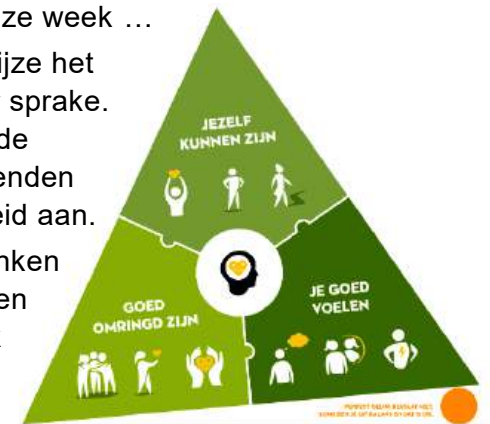 ze week …
ijze het
sprake.
de
enden
eid aan.
nken
en
JEZELF
KUNNEN ZIJN
GOED
OMRINGD ZIJN
JE GOED
VOELEN